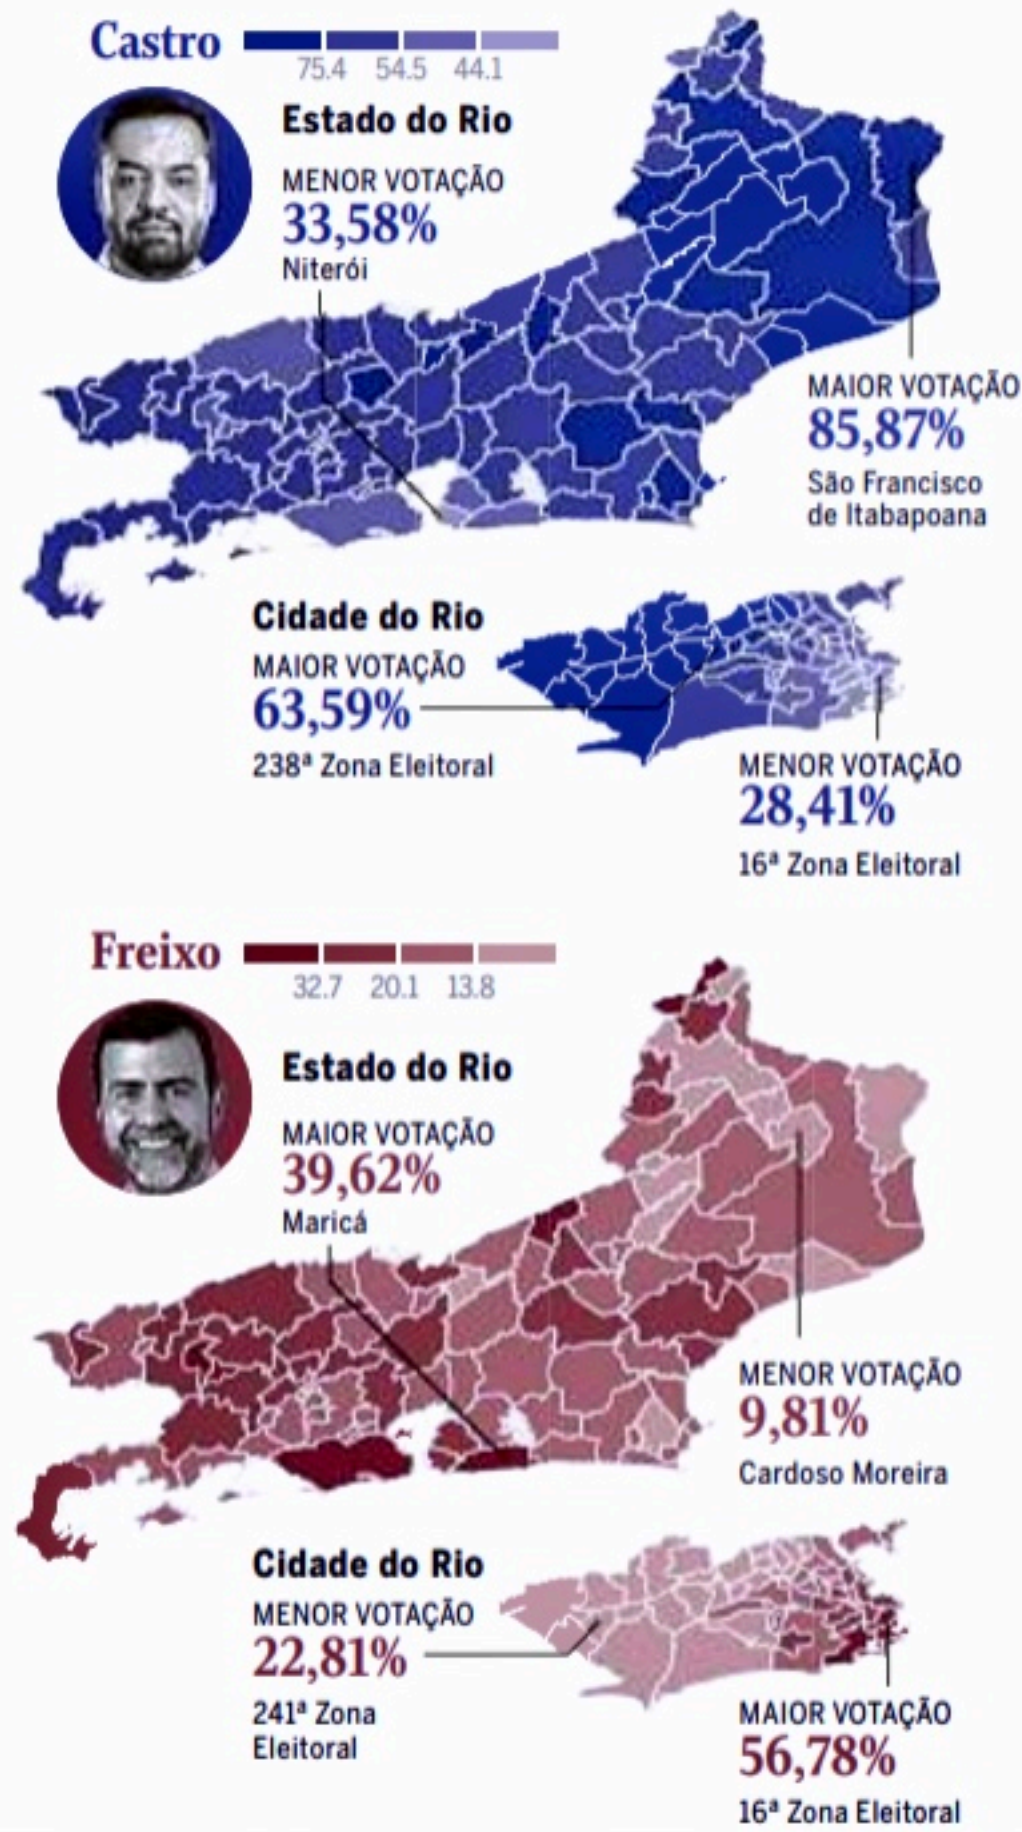 Castro
75.4 54.5 44.1
Estado do Rio
MENOR VOTAÇÃO
33,58%
Niterói
MAIOR VOTAÇÃO
85,87%
São Francisco
de Itabapoana
Cidade do Rio
MAIOR VOTAÇÃO
63,59%
238ª Zona Eleitoral
MENOR VOTAÇÃO
28,41%
16ª Zona Eleitoral
Freixo
32.7 20.1 13.8
Estado do Rio
MAIOR VOTAÇÃO
39,62%
Maricá
MENOR VOTAÇÃO
9,81%
Cardoso Moreira
Cidade do Rio
MENOR VOTAÇÃO
22,81%
241ª Zona
Eleitoral
MAIOR VOTAÇÃO
56,78%
16ª Zona Eleitoral